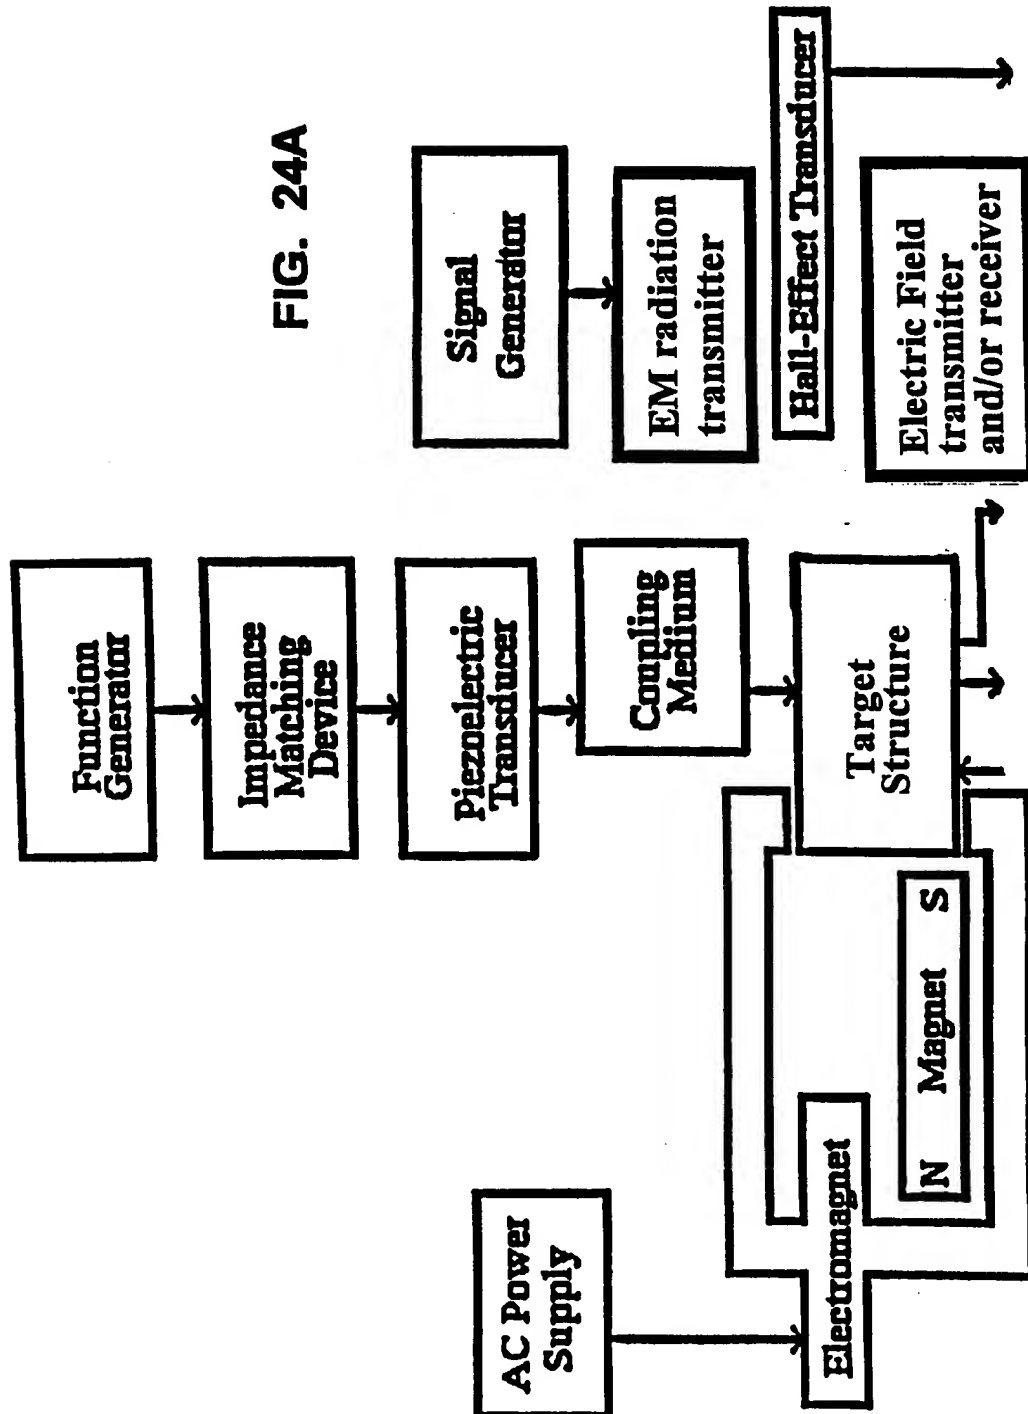 FIG. 24A
Function
Generator
Impedance
Matching
Device
Piezoelectric
Transducer
Coupling
Medium
Target
Structure
Signal
Generator
EM radiation
transmitter
Hall-Effect Transducer
Electric Field
transmitter
and/or receiver
AC Power
Supply
Electromagnet
N Magnet S